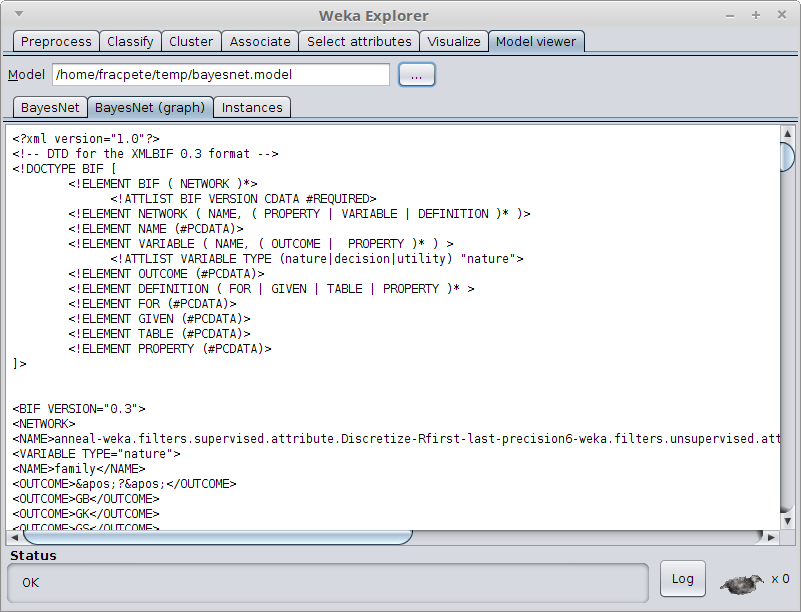 Weka Explorer
Preprocess Classify Cluster Associate Select attributes Visualize Model viewer
Model /home/fracpete/temp/bayesnet.model ...
BayesNet BayesNet (graph) Instances
<?xml version="1.0"?>
<!-- DTD for the XMLBIF 0.3 format -->
<!DOCTYPE BIF [
<!ELEMENT BIF ( NETWORK )*>
<!ATTLIST BIF VERSION CDATA #REQUIRED>
<!ELEMENT NETWORK ( NAME, ( PROPERTY | VARIABLE | DEFINITION )* )>
<!ELEMENT NAME (#PCDATA)>
<!ELEMENT VARIABLE ( NAME, ( OUTCOME |  PROPERTY )* ) >
<!ATTLIST VARIABLE TYPE (nature|decision|utility) "nature">
<!ELEMENT OUTCOME (#PCDATA)>
<!ELEMENT DEFINITION ( FOR | GIVEN | TABLE | PROPERTY )* >
<!ELEMENT FOR (#PCDATA)>
<!ELEMENT GIVEN (#PCDATA)>
<!ELEMENT TABLE (#PCDATA)>
<!ELEMENT PROPERTY (#PCDATA)>
]>
<BIF VERSION="0.3">
<NETWORK>
<NAME>anneal-weka.filters.supervised.attribute.Discretize-Rfirst-last-precision6-weka.filters.unsupervised.att
<VARIABLE TYPE="nature">
<NAME>family</NAME>
<OUTCOME>&apos;?&apos;</OUTCOME>
<OUTCOME>GB</OUTCOME>
<OUTCOME>GK</OUTCOME>
<OUTCOME>GS</OUTCOME>
Status
OK Log x 0